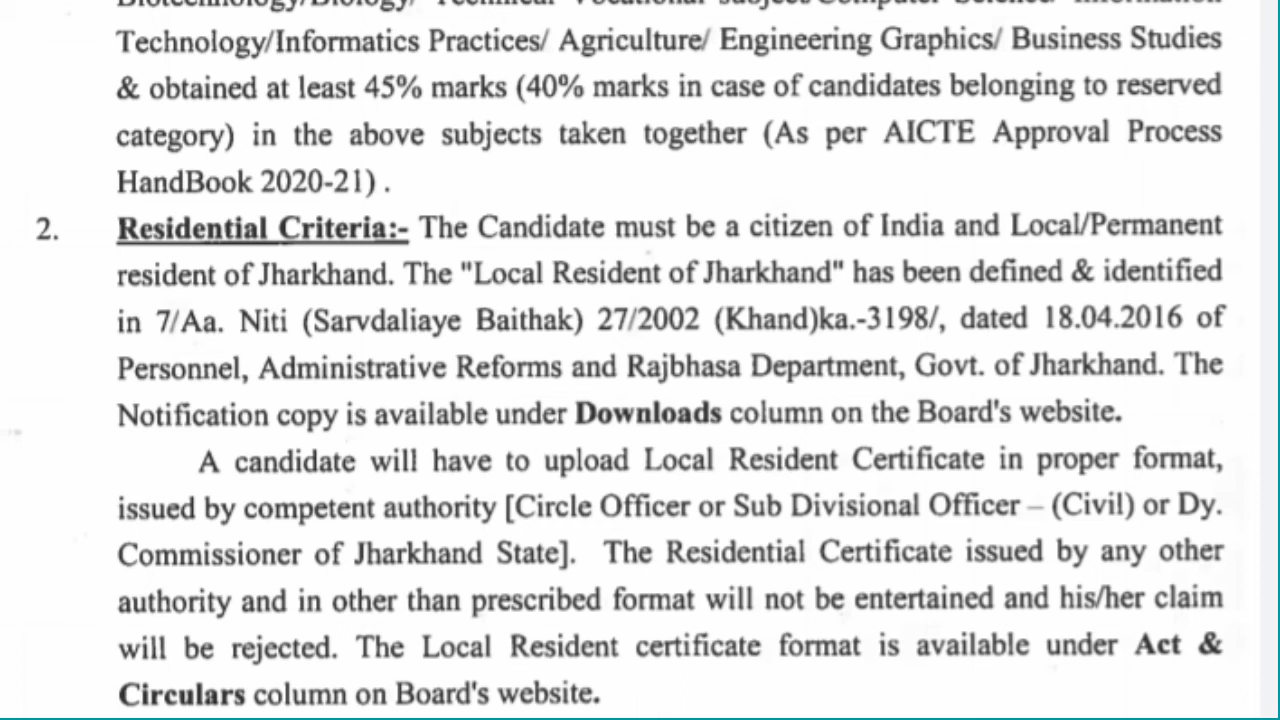 Biotechnology/Biology/ Technical Vocational subject/Computer Science/ Information
Technology/Informatics Practices/ Agriculture/ Engineering Graphics/ Business Studies
& obtained at least 45% marks (40% marks in case of candidates belonging to reserved
category) in the above subjects taken together (As per AICTE Approval Process
HandBook 2020-21) .
2. Residential Criteria:- The Candidate must be a citizen of India and Local/Permanent
resident of Jharkhand. The "Local Resident of Jharkhand" has been defined & identified
in 7/Aa. Niti (Sarvdaliaye Baithak) 27/2002 (Khand)ka.-3198/, dated 18.04.2016 of
Personnel, Administrative Reforms and Rajbhasa Department, Govt. of Jharkhand. The
Notification copy is available under Downloads column on the Board's website.
A candidate will have to upload Local Resident Certificate in proper format,
issued by competent authority [Circle Officer or Sub Divisional Officer – (Civil) or Dy.
Commissioner of Jharkhand State]. The Residential Certificate issued by any other
authority and in other than prescribed format will not be entertained and his/her claim
will be rejected. The Local Resident certificate format is available under Act &
Circulars column on Board's website.